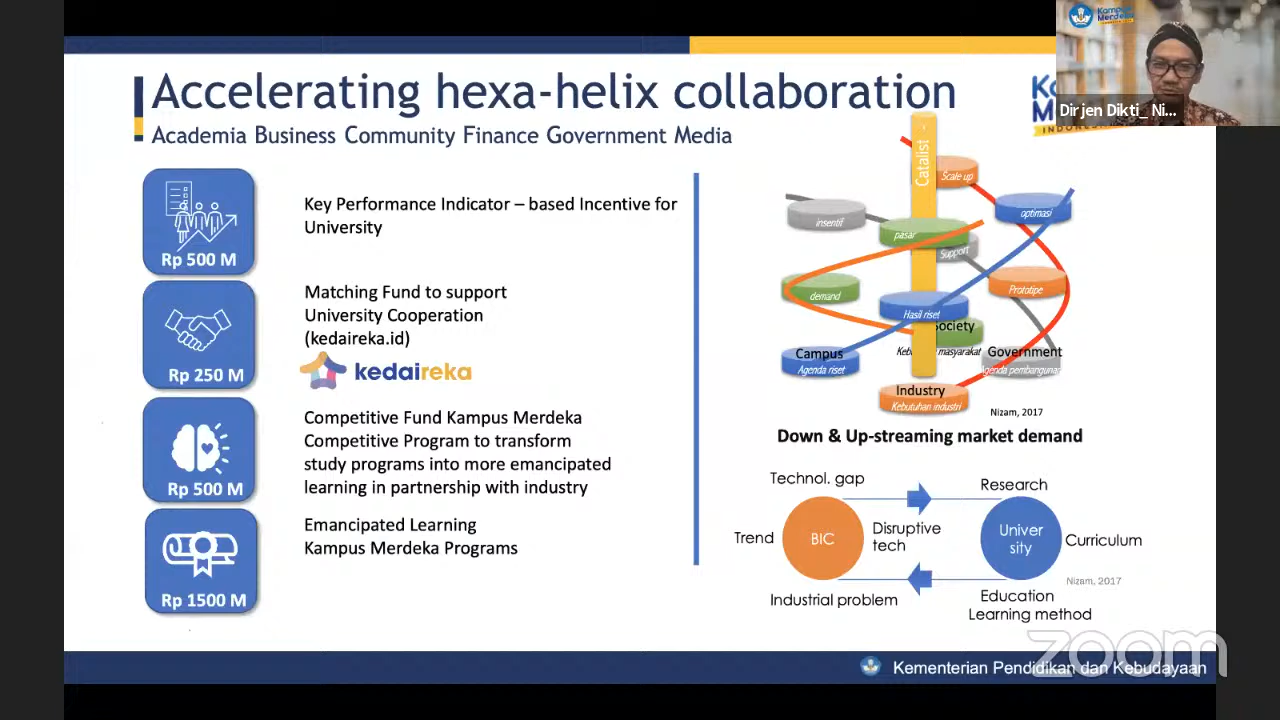 Accelerating hexa-helix collaboration
Academia Business Community Finance Government Media
Rp 500 M
Key Performance Indicator – based Incentive for
University
Rp 250 M
Matching Fund to support
University Cooperation
(kedaireka.id)
kedaireka
Rp 500 M
Competitive Fund Kampus Merdeka
Competitive Program to transform
study programs into more emancipated
learning in partnership with industry
Rp 1500 M
Emancipated Learning
Kampus Merdeka Programs
Kampus
Merdeka
Dirjen Dikti_ Ni...
Catalist
Scale up
insentif
optimasi
pasar
Support
demand
Prototipe
Hasil riset
Society
masyarakat
Campus
Agenda riset
Government
Agenda pembangunan
Industry
Kebutuhan industri
Nizam, 2017
Down & Up-streaming market demand
Technol. gap
Research
Trend
BIC
Disruptive
tech
Univer
sity
Curriculum
Nizam, 2017
Industrial problem
Education
Learning method
zoom
Kementerian Pendidikan dan Kebudayaan